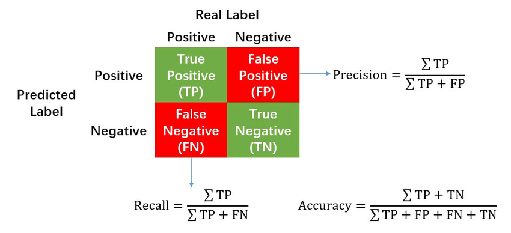 Real Label
Positive Negative
Predicted Label
Positive
True Positive (TP)
False Positive (FP)
Precision = ∑ TP / ∑ TP + FP
Negative
False Negative (FN)
True Negative (TN)
Recall = ∑ TP / ∑ TP + FN
Accuracy = ∑ TP + TN / ∑ TP + FP + FN + TN